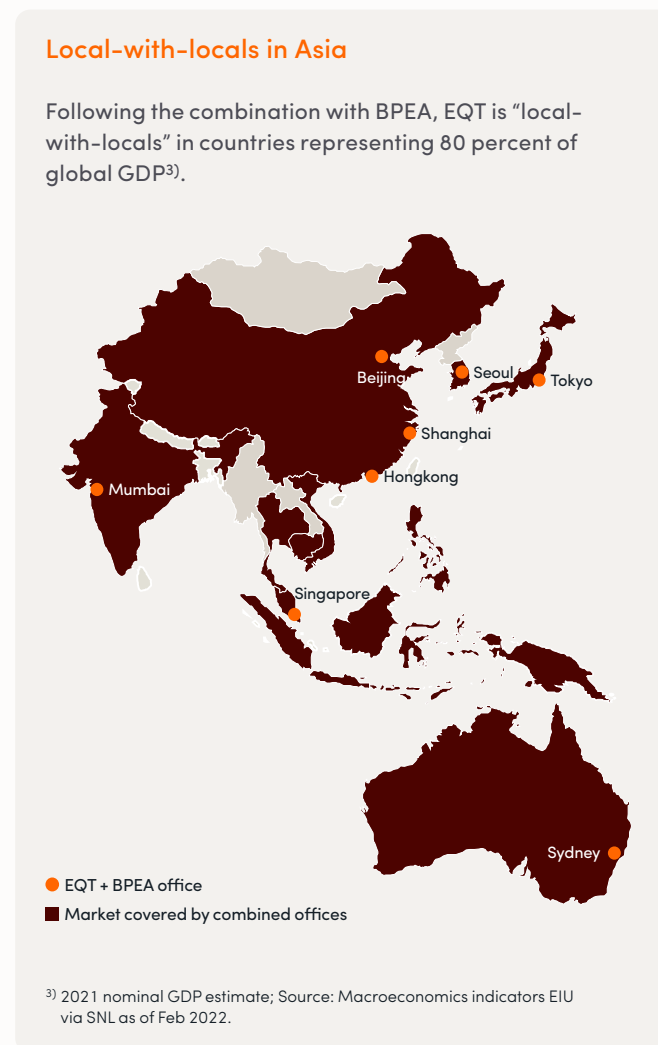 Local-with-locals in Asia
Following the combination with BPEA, EQT is “local-
with-locals” in countries representing 80 percent of
global GDP³⁾.
Beijing
Seoul
Tokyo
Shanghai
Hongkong
Mumbai
Singapore
Sydney
EQT + BPEA office
Market covered by combined offices
³⁾ 2021 nominal GDP estimate; Source: Macroeconomics indicators EIU
via SNL as of Feb 2022.